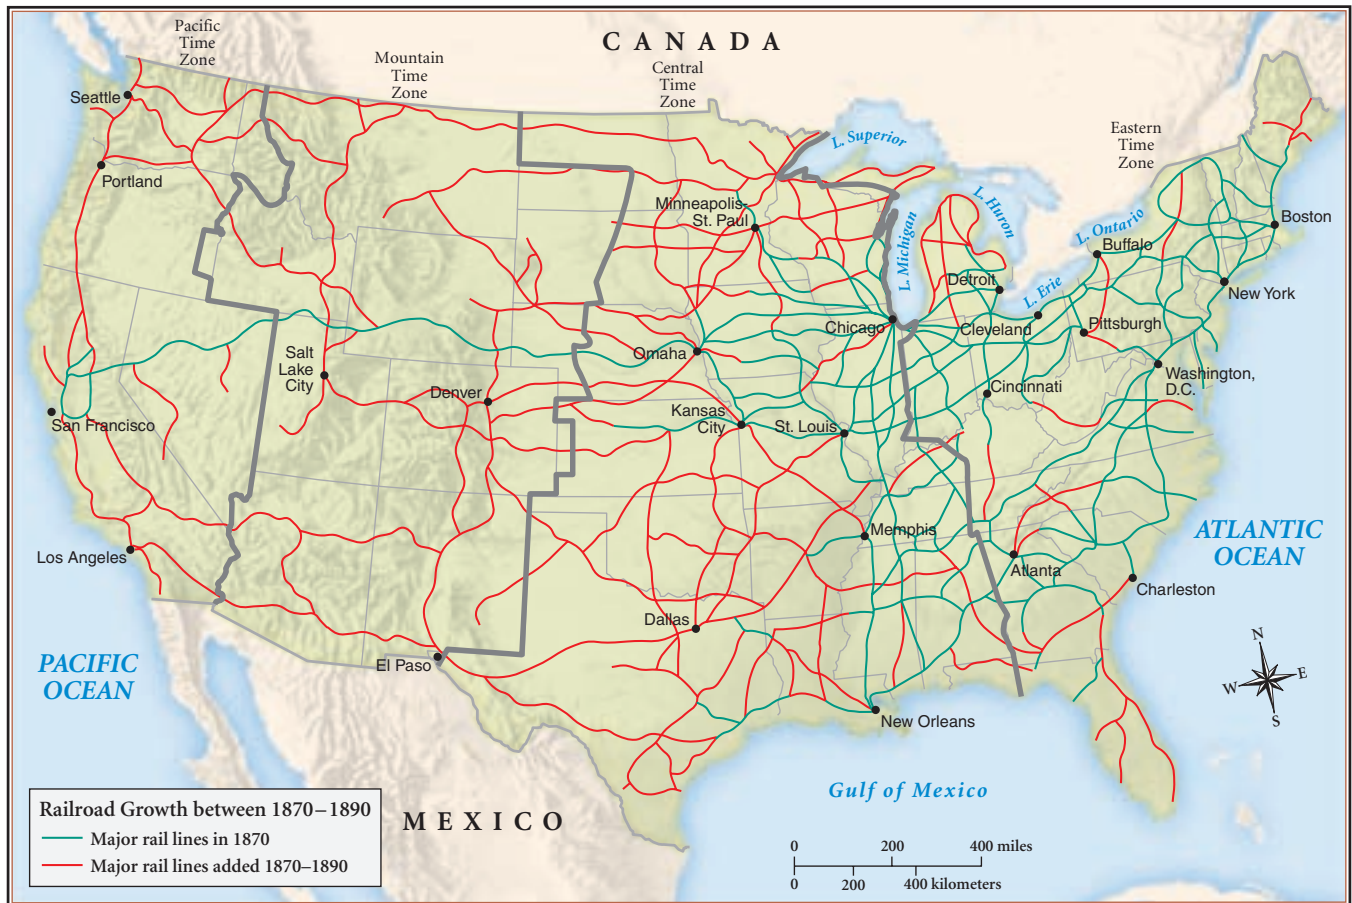 Pacific
Time
Zone
Mountain
Time
Zone
CANADA
Central
Time
Zone
Eastern
Time
Zone
Seattle
Portland
L. Superior
L. Huron
L. Michigan
L. Ontario
L. Erie
Minneapolis-
St. Paul
Boston
Buffalo
Detroit
New York
Chicago
Cleveland
Pittsburgh
Omaha
Salt
Lake
City
Washington,
D.C.
Denver
Cincinnati
San Francisco
Kansas
City
St. Louis
Memphis
Los Angeles
Atlanta
Charleston
ATLANTIC
OCEAN
Dallas
El Paso
PACIFIC
OCEAN
New Orleans
N
W
E
S
Gulf of Mexico
MEXICO
Railroad Growth between 1870–1890
Major rail lines in 1870
Major rail lines added 1870–1890
0 200 400 miles
0 200 400 kilometers